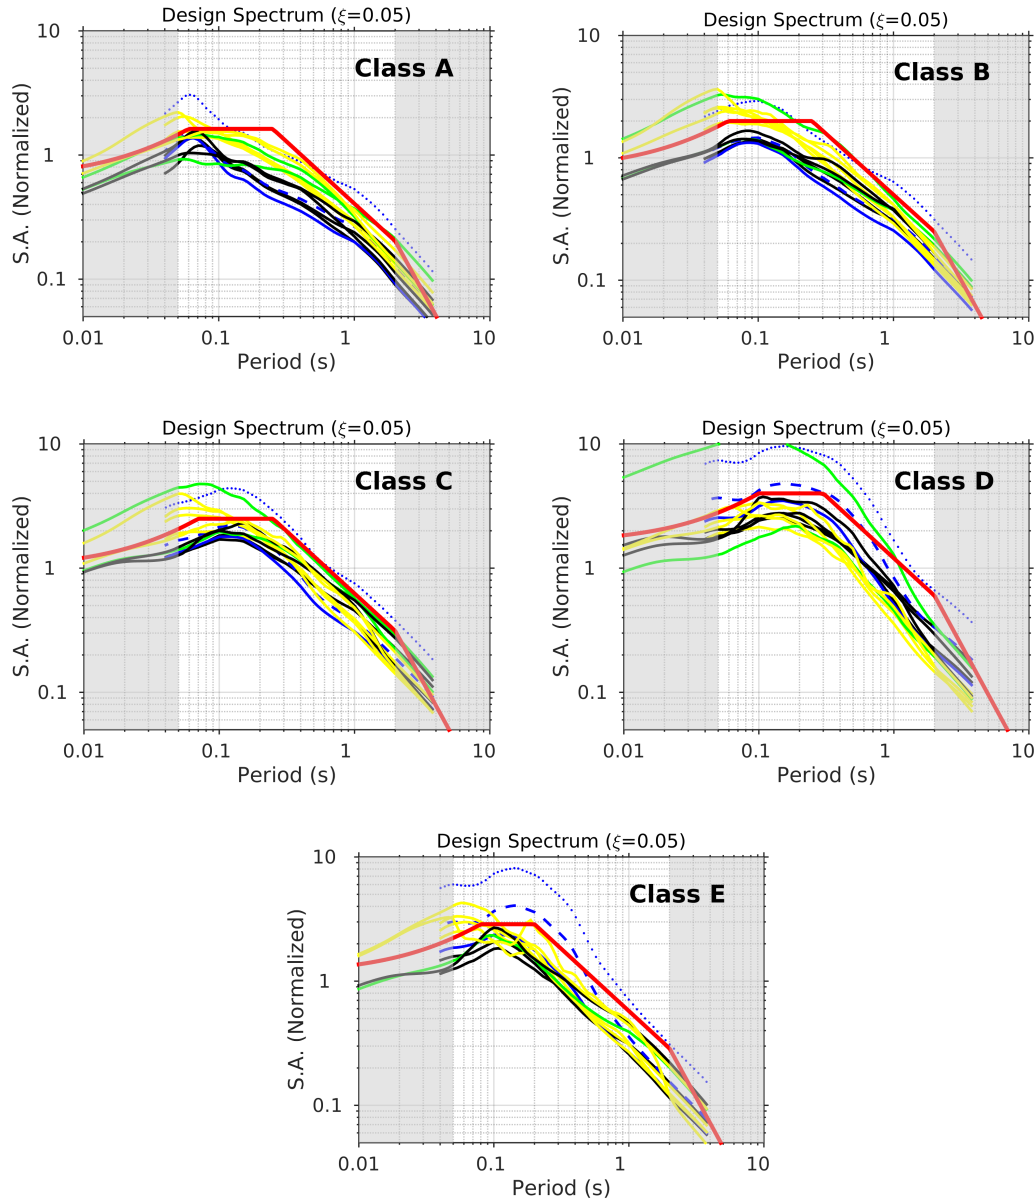 Design Spectrum (ξ=0.05)
Design Spectrum (ξ=0.05)
10
1
0.1
S.A. (Normalized)
Class A
0.01
0.1
1
10
Period (s)
10
1
0.1
S.A. (Normalized)
Class B
0.01
0.1
1
10
Period (s)
Design Spectrum (ξ=0.05)
Design Spectrum (ξ=0.05)
10
1
0.1
S.A. (Normalized)
Class C
0.01
0.1
1
10
Period (s)
10
1
0.1
S.A. (Normalized)
Class D
0.01
0.1
1
10
Period (s)
Design Spectrum (ξ=0.05)
10
1
0.1
S.A. (Normalized)
Class E
0.01
0.1
1
10
Period (s)